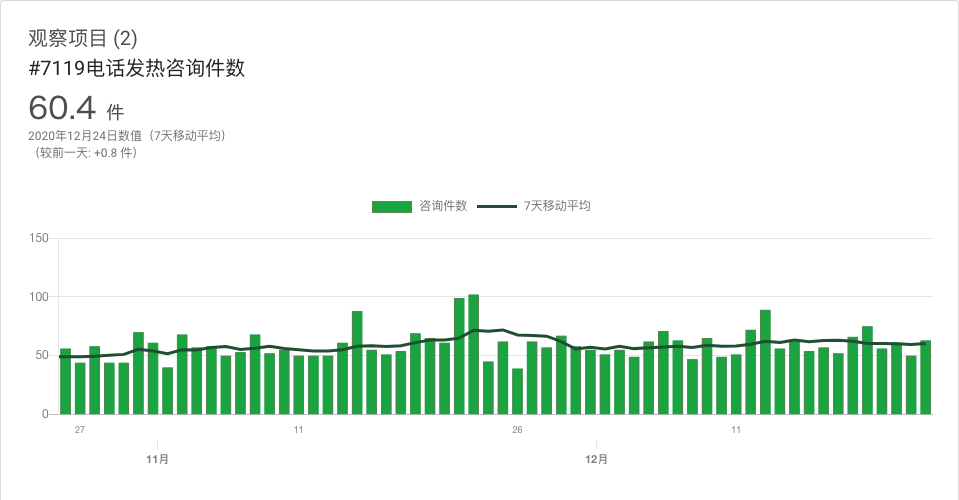 观察项目 (2)
#7119电话发热咨询件数
60.4 件
2020年12月24日数值（7天移动平均）
（较前一天: +0.8 件）
咨询件数 7天移动平均
150
100
50
0
27 11 26 11
11月 12月